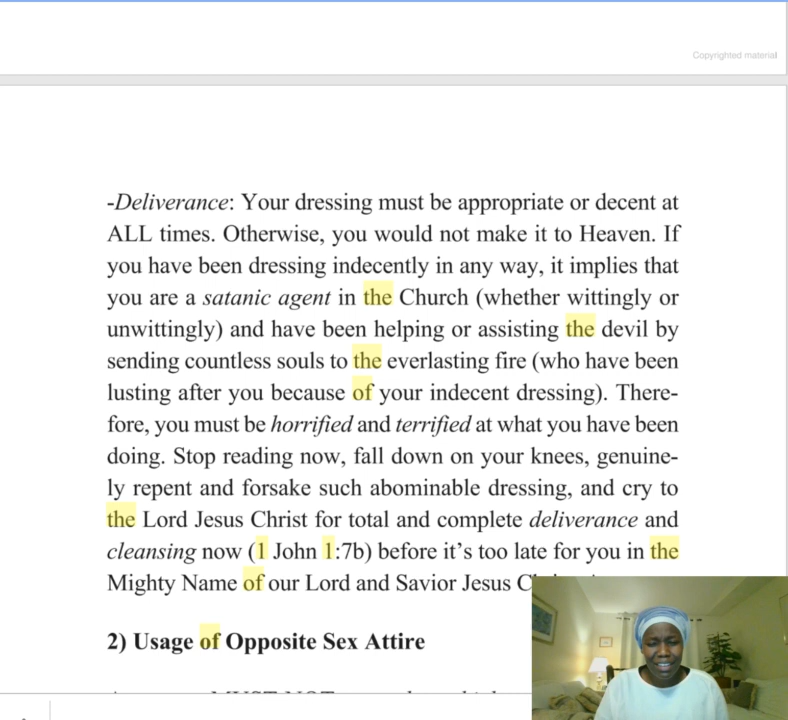 Copyrighted material
-Deliverance: Your dressing must be appropriate or decent at
ALL times. Otherwise, you would not make it to Heaven. If
you have been dressing indecently in any way, it implies that
you are a satanic agent in the Church (whether wittingly or
unwittingly) and have been helping or assisting the devil by
sending countless souls to the everlasting fire (who have been
lusting after you because of your indecent dressing). There-
fore, you must be horrified and terrified at what you have been
doing. Stop reading now, fall down on your knees, genuine-
ly repent and forsake such abominable dressing, and cry to
the Lord Jesus Christ for total and complete deliverance and
cleansing now (1 John 1:7b) before it’s too late for you in the
Mighty Name of our Lord and Savior Jesus
2) Usage of Opposite Sex Attire
MUST NOT